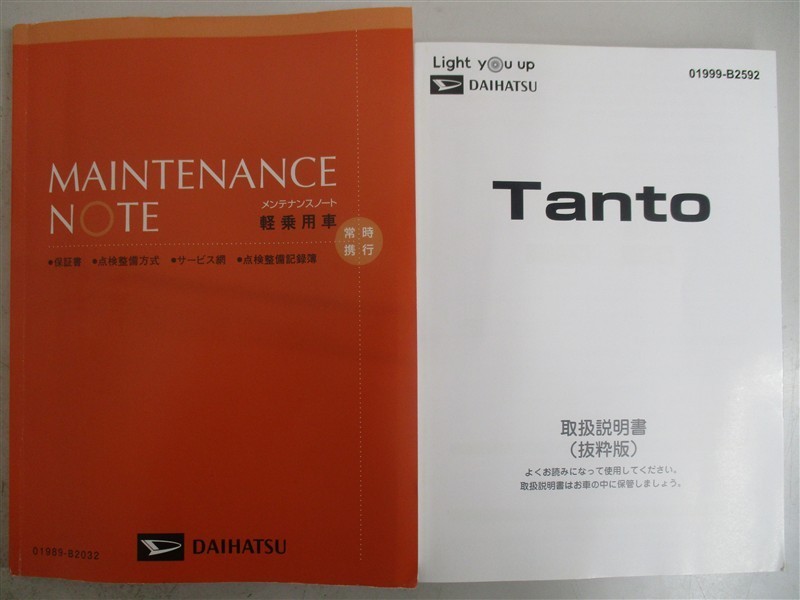 MAINTENANCE
NOTE
メンテナンスノート
軽乗用車
常時
携行
●保証書 ●点検整備方式 ●サービス網 ●点検整備記録簿
01989-B2032
DAIHATSU
Light you up
DAIHATSU
01999-B2592
Tanto
取扱説明書
(抜粋版)
よくお読みになって使用してください。
取扱説明書はお車の中に保管しましょう。